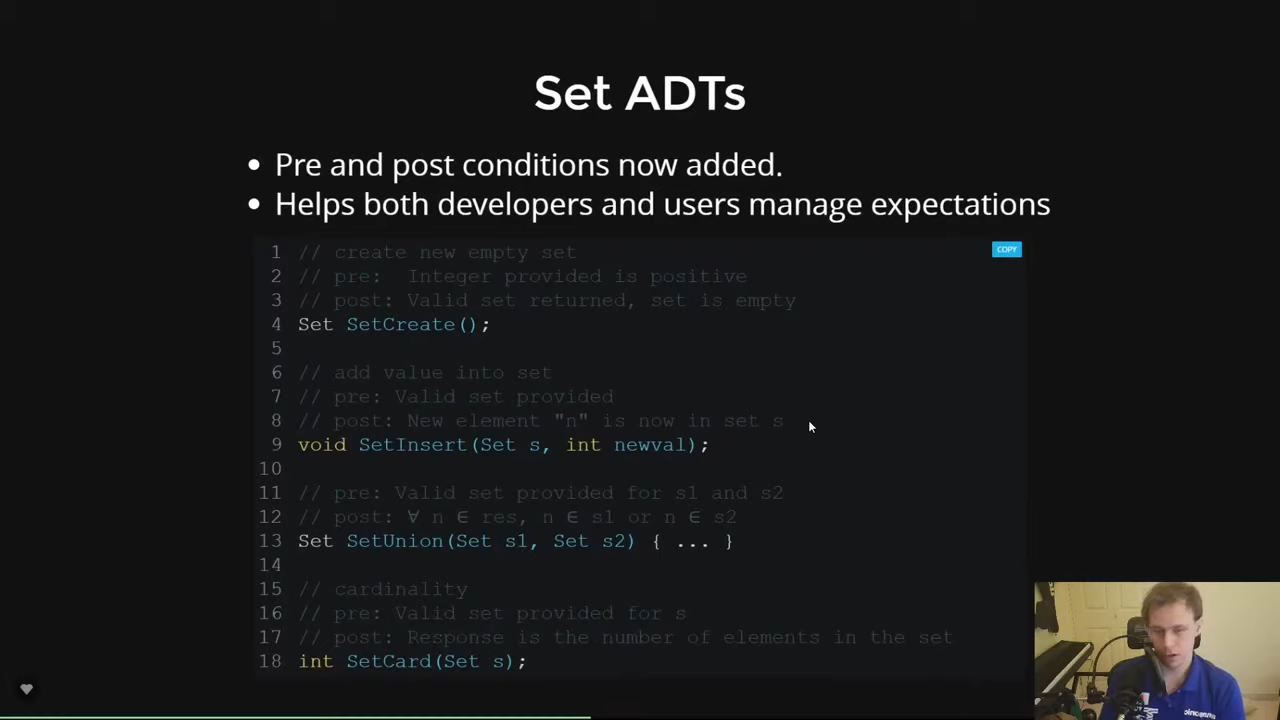 Set ADTs
• Pre and post conditions now added.
• Helps both developers and users manage expectations
COPY
1 // create new empty set
2 // pre:  Integer provided is positive
3 // post: Valid set returned, set is empty
4 Set SetCreate();
5
6 // add value into set
7 // pre: Valid set provided
8 // post: New element "n" is now in set s
9 void SetInsert(Set s, int newval);
10
11 // pre: Valid set provided for s1 and s2
12 // post: ∀ n ∈ res, n ∈ s1 or n ∈ s2
13 Set SetUnion(Set s1, Set s2) { ... }
14
15 // cardinality
16 // pre: Valid set provided for s
17 // post: Response is the number of elements in the set
18 int SetCard(Set s);